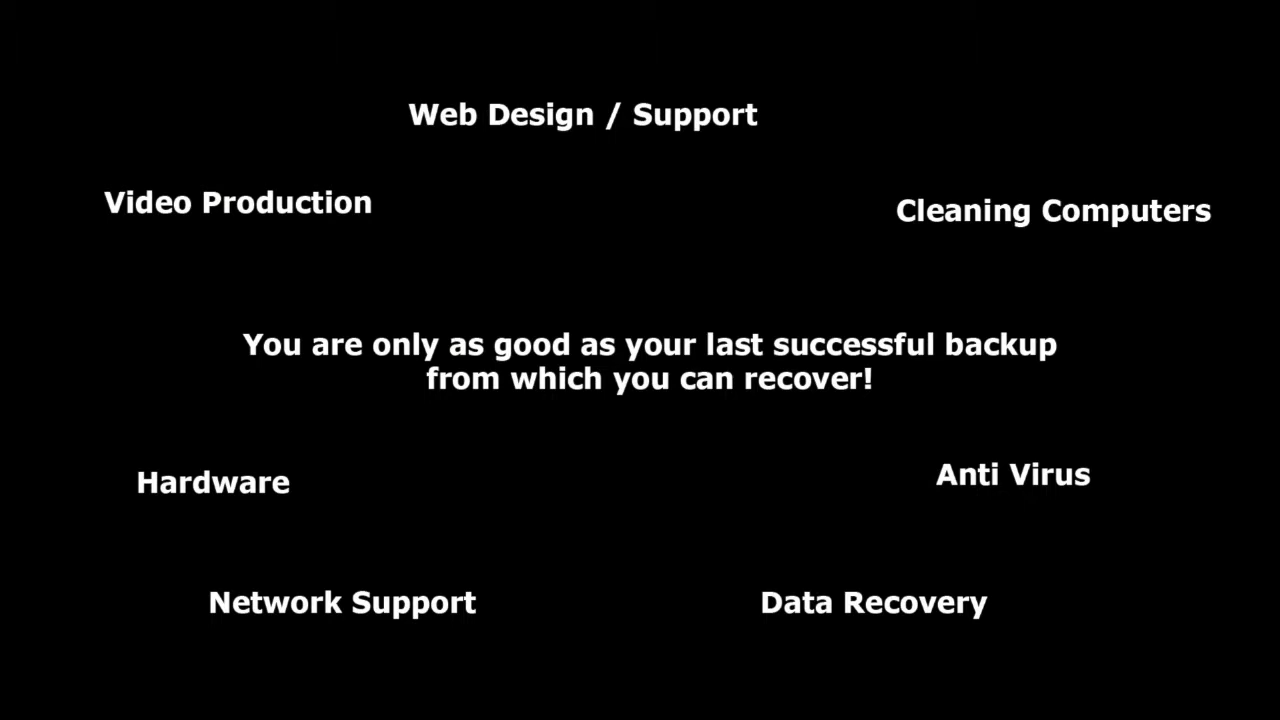 Web Design / Support
Video Production
Cleaning Computers
You are only as good as your last successful backup
from which you can recover!
Hardware
Anti Virus
Network Support
Data Recovery